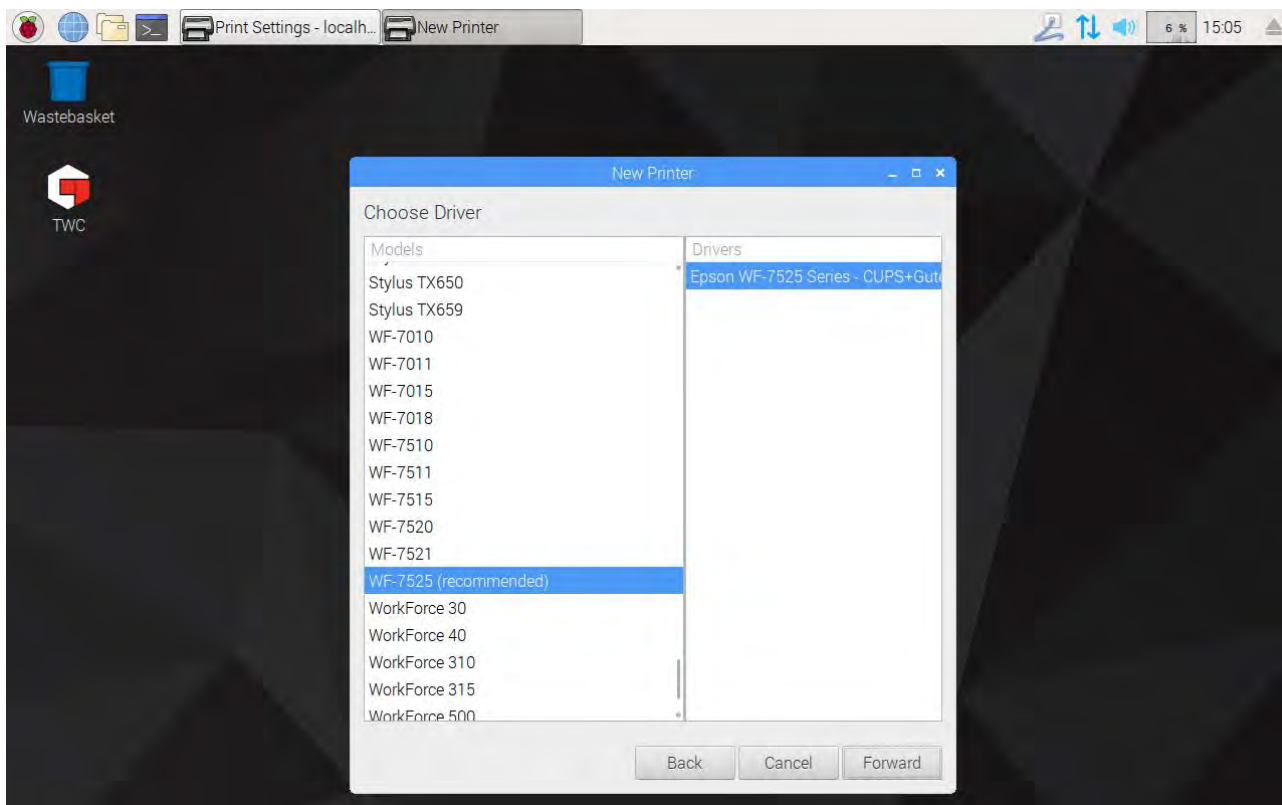 Print Settings - localh...
New Printer
6 %
15:05
Wastebasket
TWC
New Printer
Choose Driver
Models
Drivers
Stylus TX650
Epson WF-7525 Series - CUPS+Gut
Stylus TX659
WF-7010
WF-7011
WF-7015
WF-7018
WF-7510
WF-7511
WF-7515
WF-7520
WF-7521
WF-7525 (recommended)
WorkForce 30
WorkForce 40
WorkForce 310
WorkForce 315
WorkForce 500
Back
Cancel
Forward